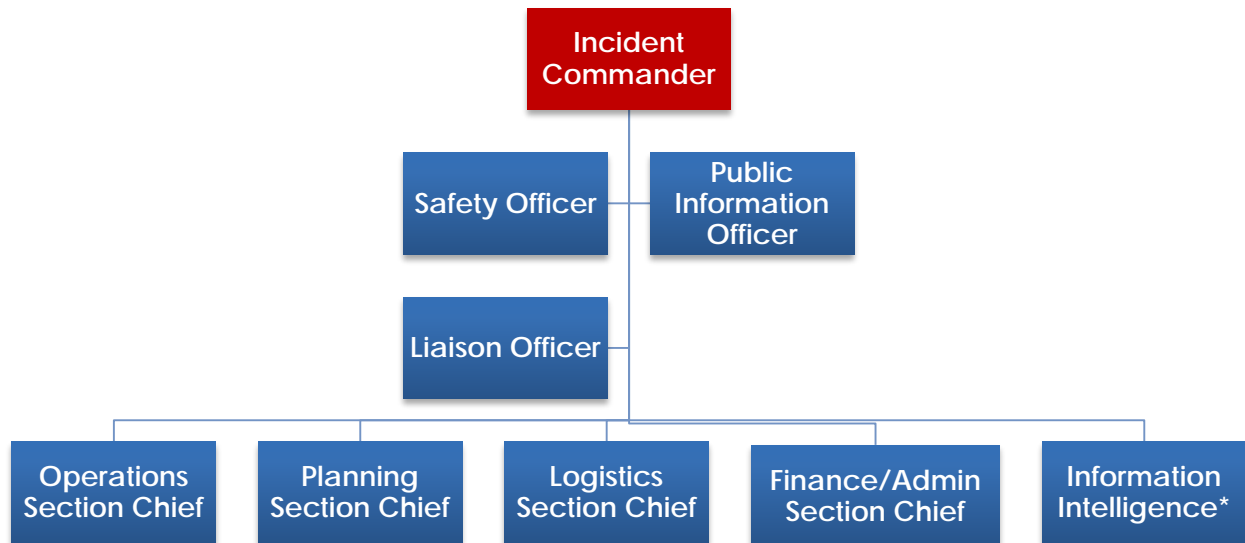 Incident
Commander
Safety Officer
Public
Information
Officer
Liaison Officer
Operations
Section Chief
Planning
Section Chief
Logistics
Section Chief
Finance/Admin
Section Chief
Information
Intelligence*